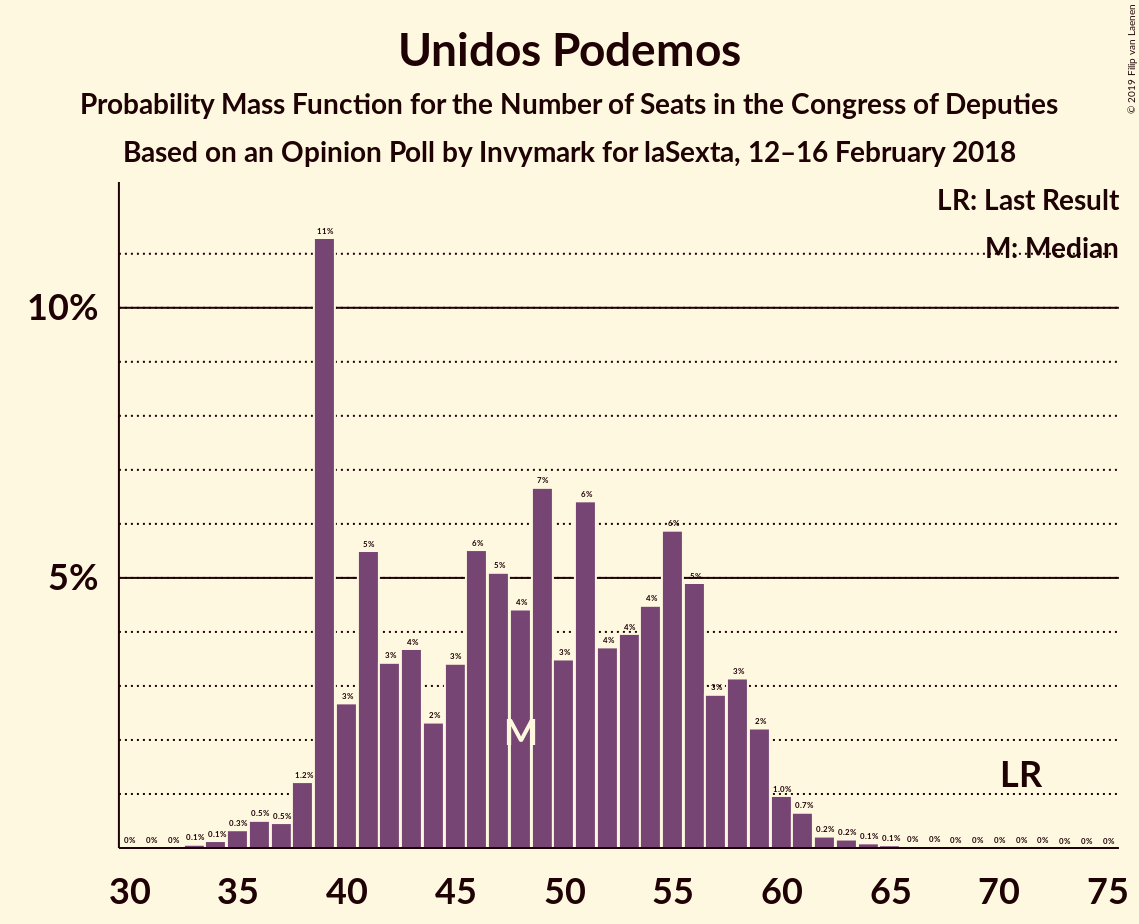 Unidos Podemos
Probability Mass Function for the Number of Seats in the Congress of Deputies
Based on an Opinion Poll by Invymark for laSexta, 12–16 February 2018
© 2019 Filip van Laenen
LR: Last Result
M: Median
10%
5%
0% 0% 0% 0.1% 0.1% 0.3% 0.5% 0.5% 1.2% 11% 3% 5% 3% 4% 2% 3% 6% 5% 4% 7% 3% 6% 4% 4% 4% 6% 5% 3% 3% 2% 1.0% 0.7% 0.2% 0.2% 0.1% 0.1% 0% 0% 0% 0% 0% 0% 0% 0% 0% 0%
M
LR
30 35 40 45 50 55 60 65 70 75